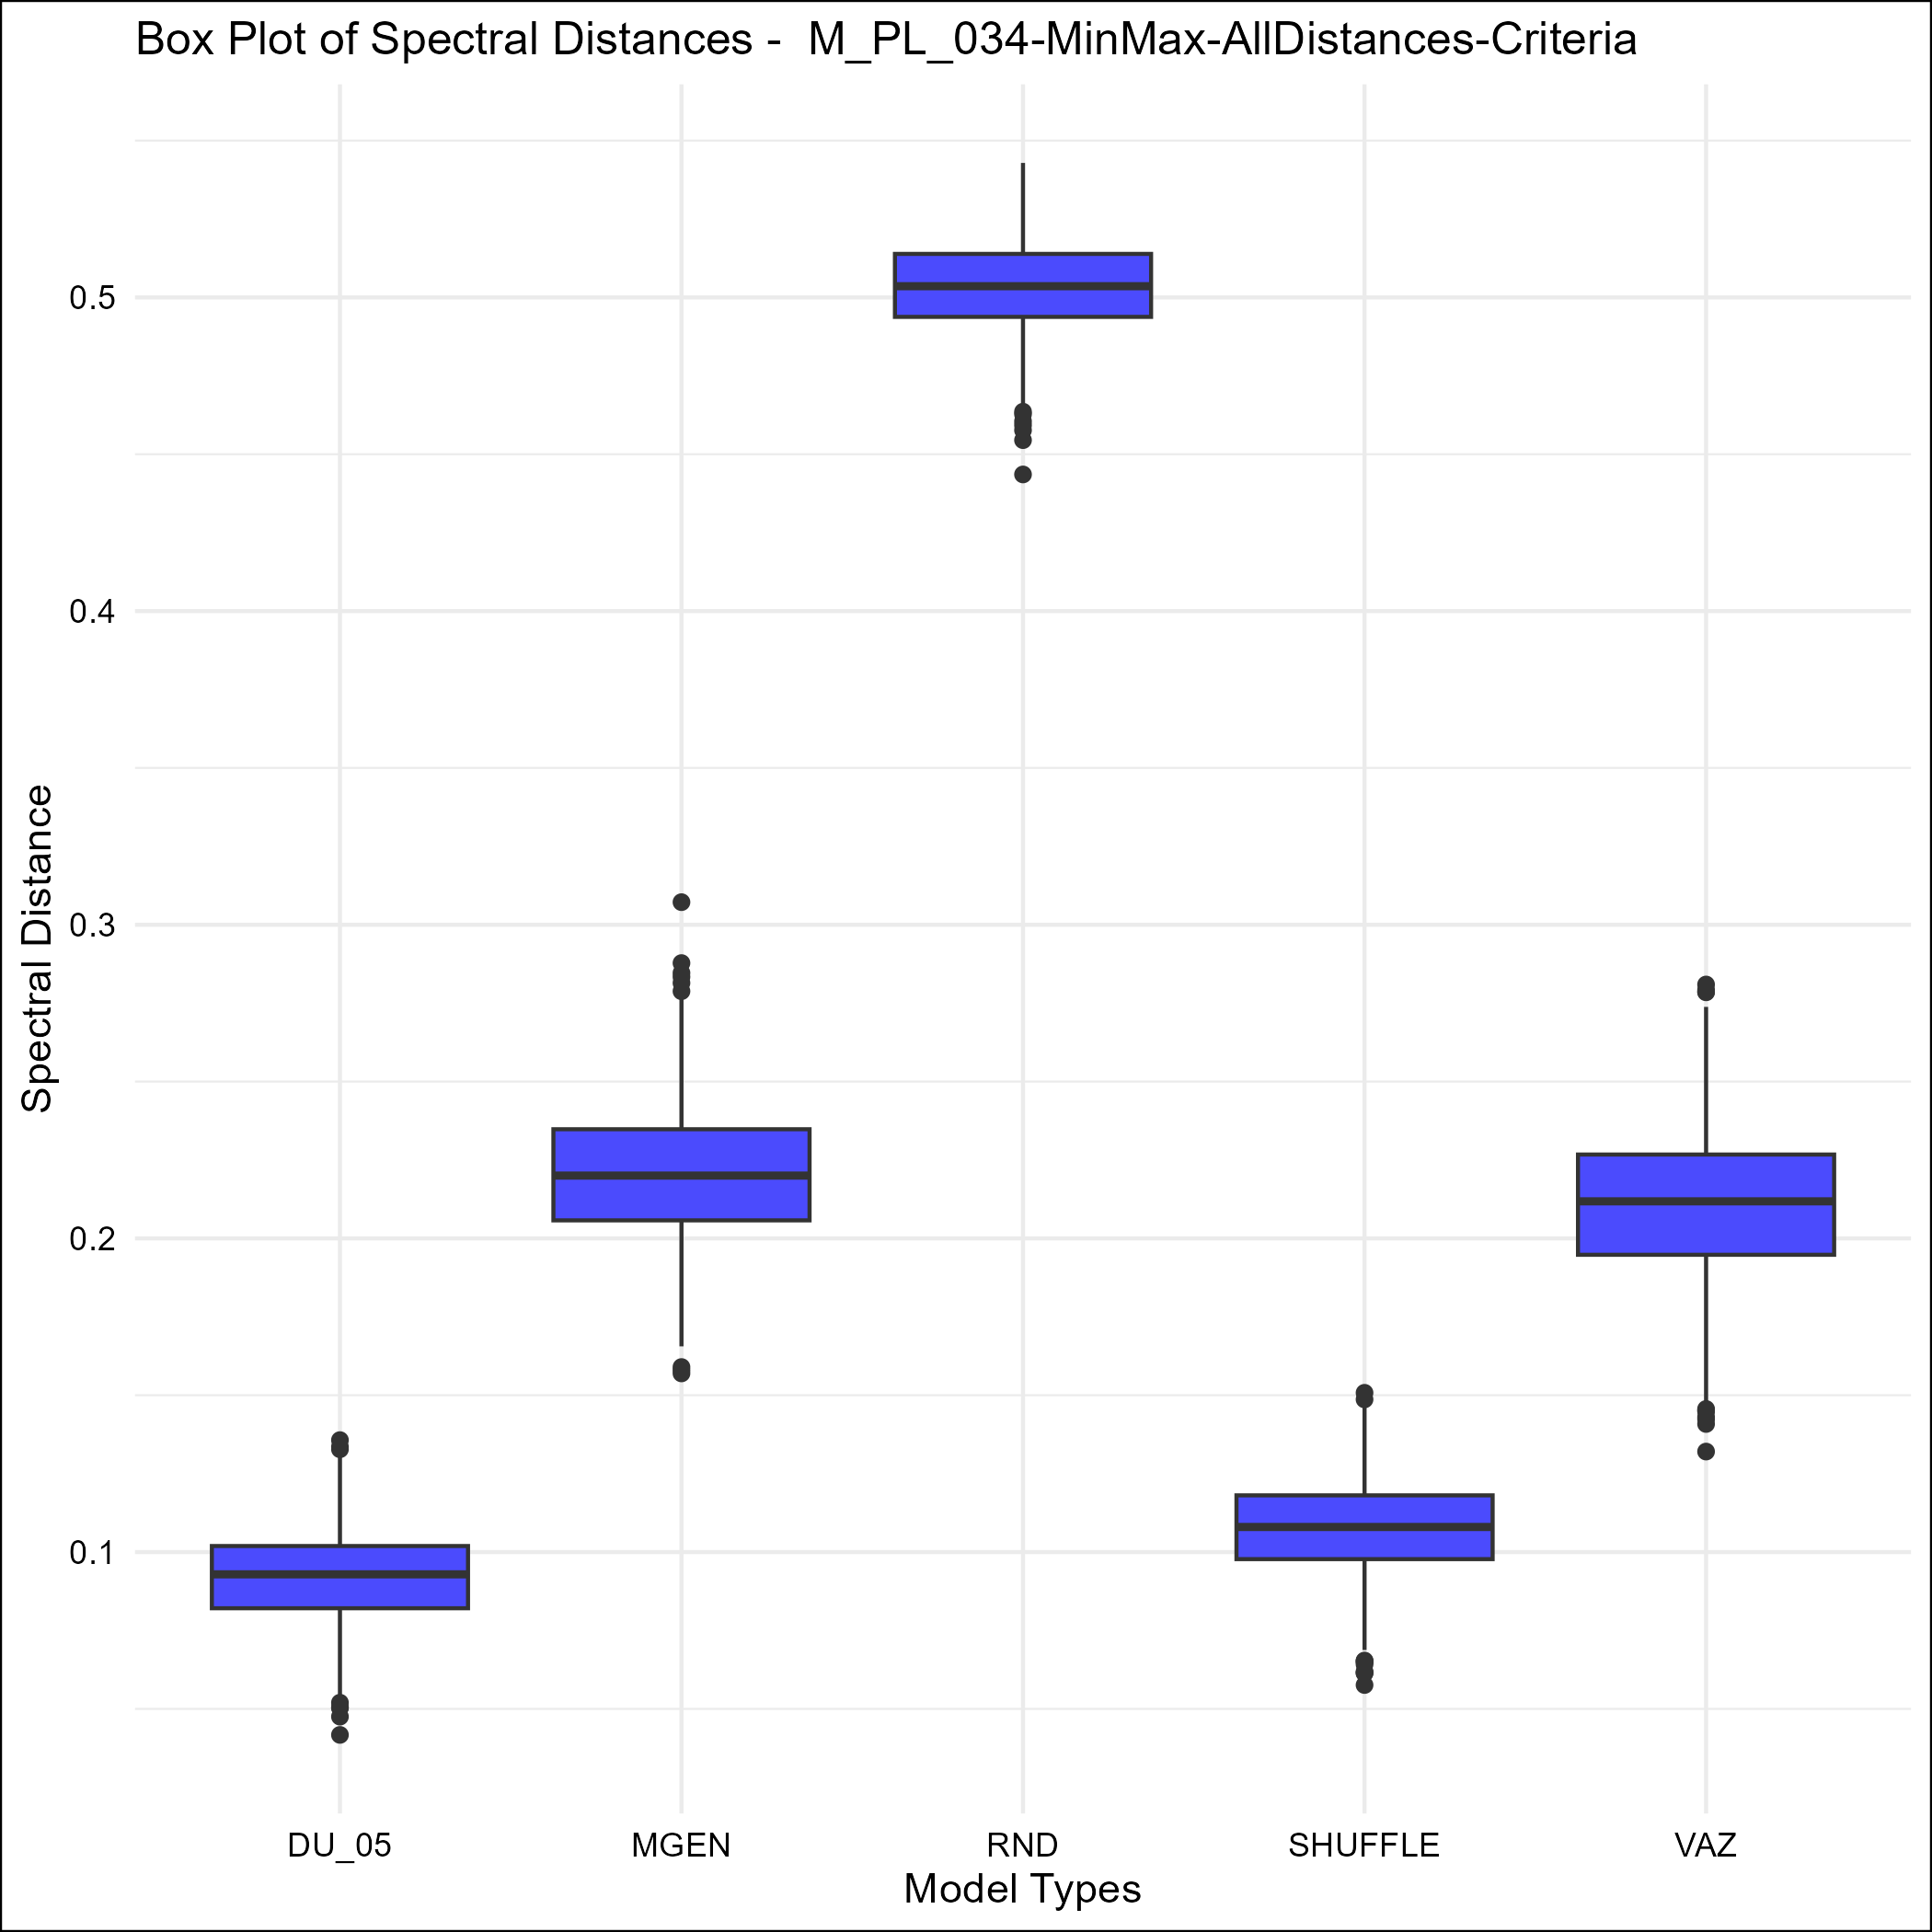 Box Plot of Spectral Distances -  M_PL_034-MinMax-AllDistances-Criteria
Spectral Distance
0.5
0.4
0.3
0.2
0.1
DU_05 MGEN RND SHUFFLE VAZ
Model Types